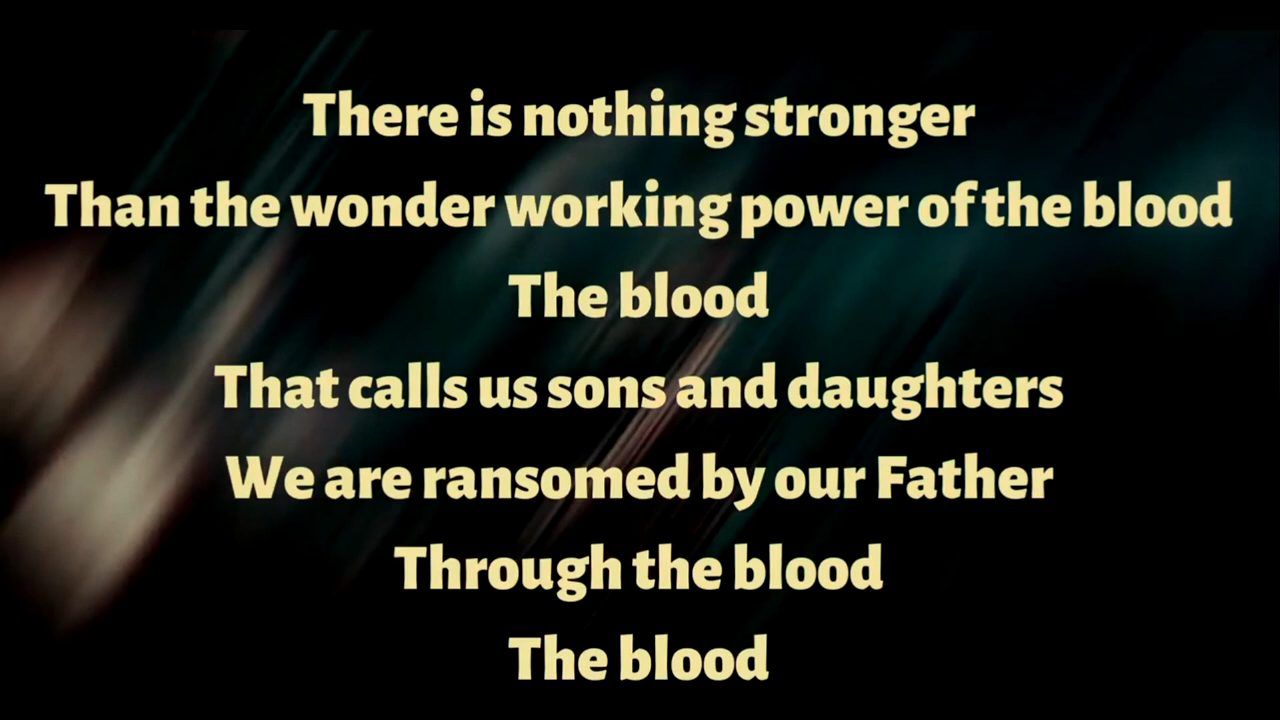 There is nothing stronger
Than the wonder working power of the blood
The blood
That calls us sons and daughters
We are ransomed by our Father
Through the blood
The blood